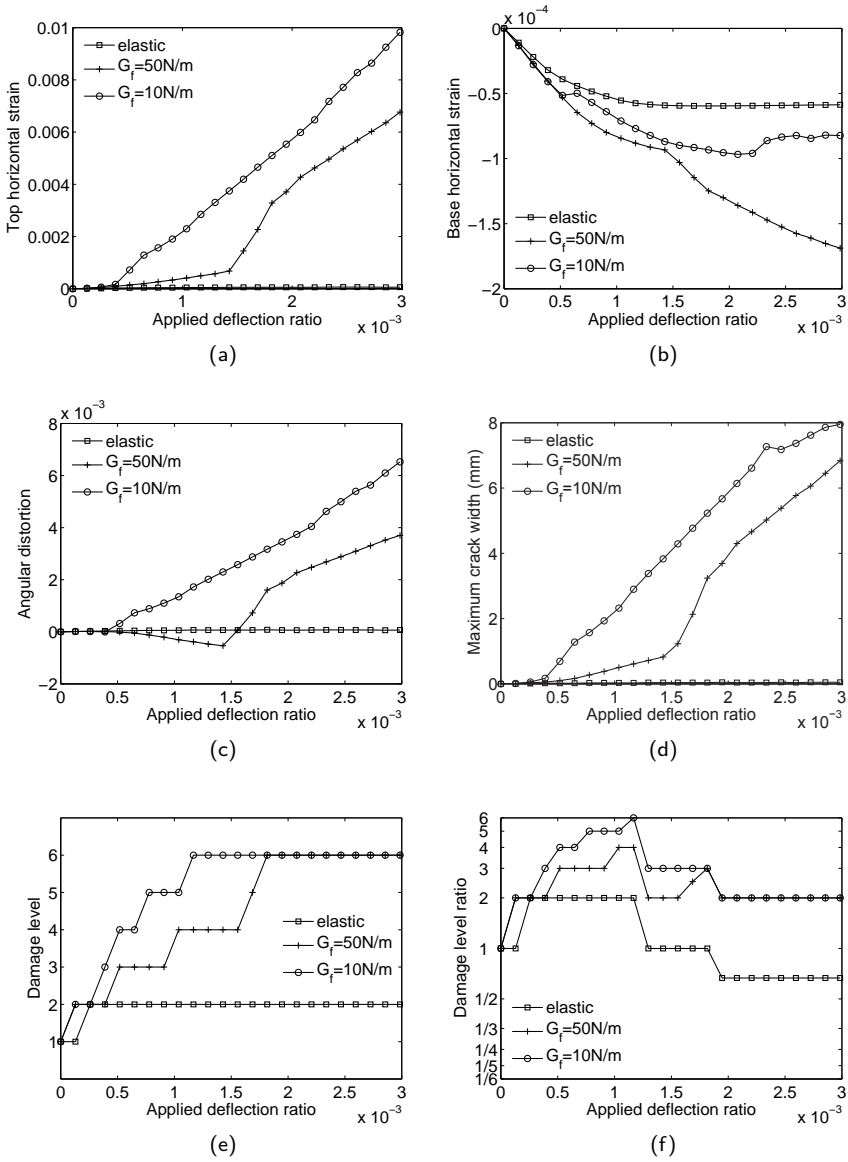 0.01
0.008
0.006
0.004
0.002
0
0 1 2 3
x 10⁻³
Top horizontal strain
Applied deflection ratio
elastic
G_f=50N/m
G_f=10N/m
(a)
x 10⁻⁴
0
−0.5
−1
−1.5
−2
0 0.5 1 1.5 2 2.5 3
x 10⁻³
Base horizontal strain
Applied deflection ratio
elastic
G_f=50N/m
G_f=10N/m
(b)
x 10⁻³
8
6
4
2
0
−2
0 0.5 1 1.5 2 2.5 3
x 10⁻³
Angular distortion
Applied deflection ratio
elastic
G_f=50N/m
G_f=10N/m
(c)
8
6
4
2
0
0 0.5 1 1.5 2 2.5 3
x 10⁻³
Maximum crack width (mm)
Applied deflection ratio
elastic
G_f=50N/m
G_f=10N/m
(d)
6
5
4
3
2
1
0 0.5 1 1.5 2 2.5 3
x 10⁻³
Damage level
Applied deflection ratio
elastic
G_f=50N/m
G_f=10N/m
(e)
6
5
4
3
2
1
1/2
1/3
1/4
1/5
1/6
0 0.5 1 1.5 2 2.5 3
x 10⁻³
Damage level ratio
Applied deflection ratio
elastic
G_f=50N/m
G_f=10N/m
(f)